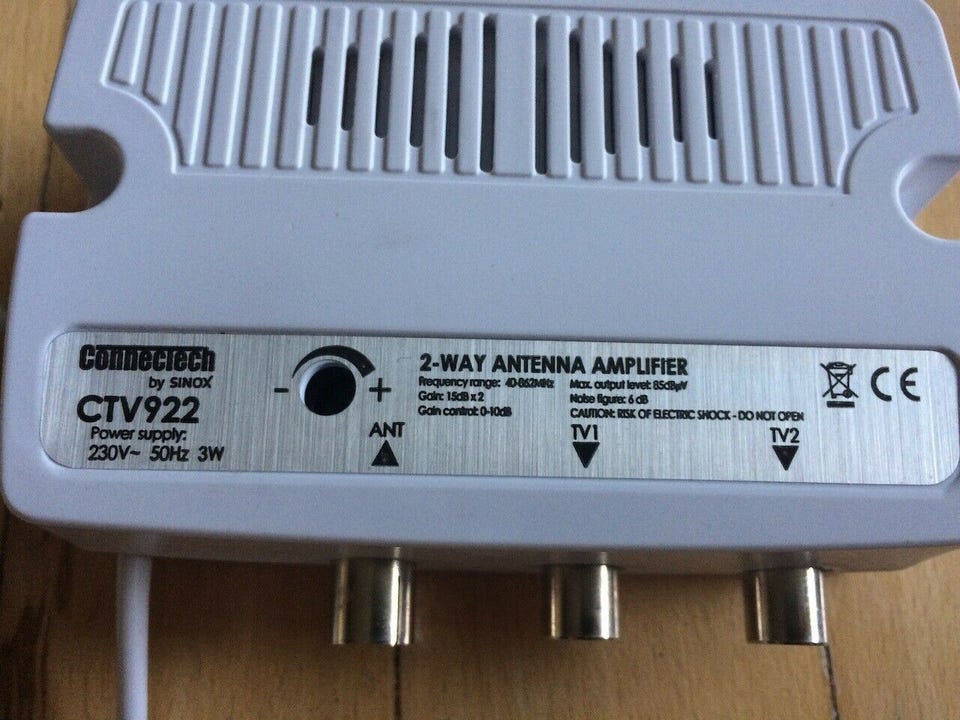 ConnecTech
by SINOX
CTV922
Power supply:
230V~ 50Hz 3W
- +
ANT
2-WAY ANTENNA AMPLIFIER
Frequency range: 40-862MHz Max. output level: 85dBµV
Gain: 15dB x 2 Noise figure: 6 dB
Gain control: 0-10dB CAUTION: RISK OF ELECTRIC SHOCK - DO NOT OPEN
TV1
TV2
CE